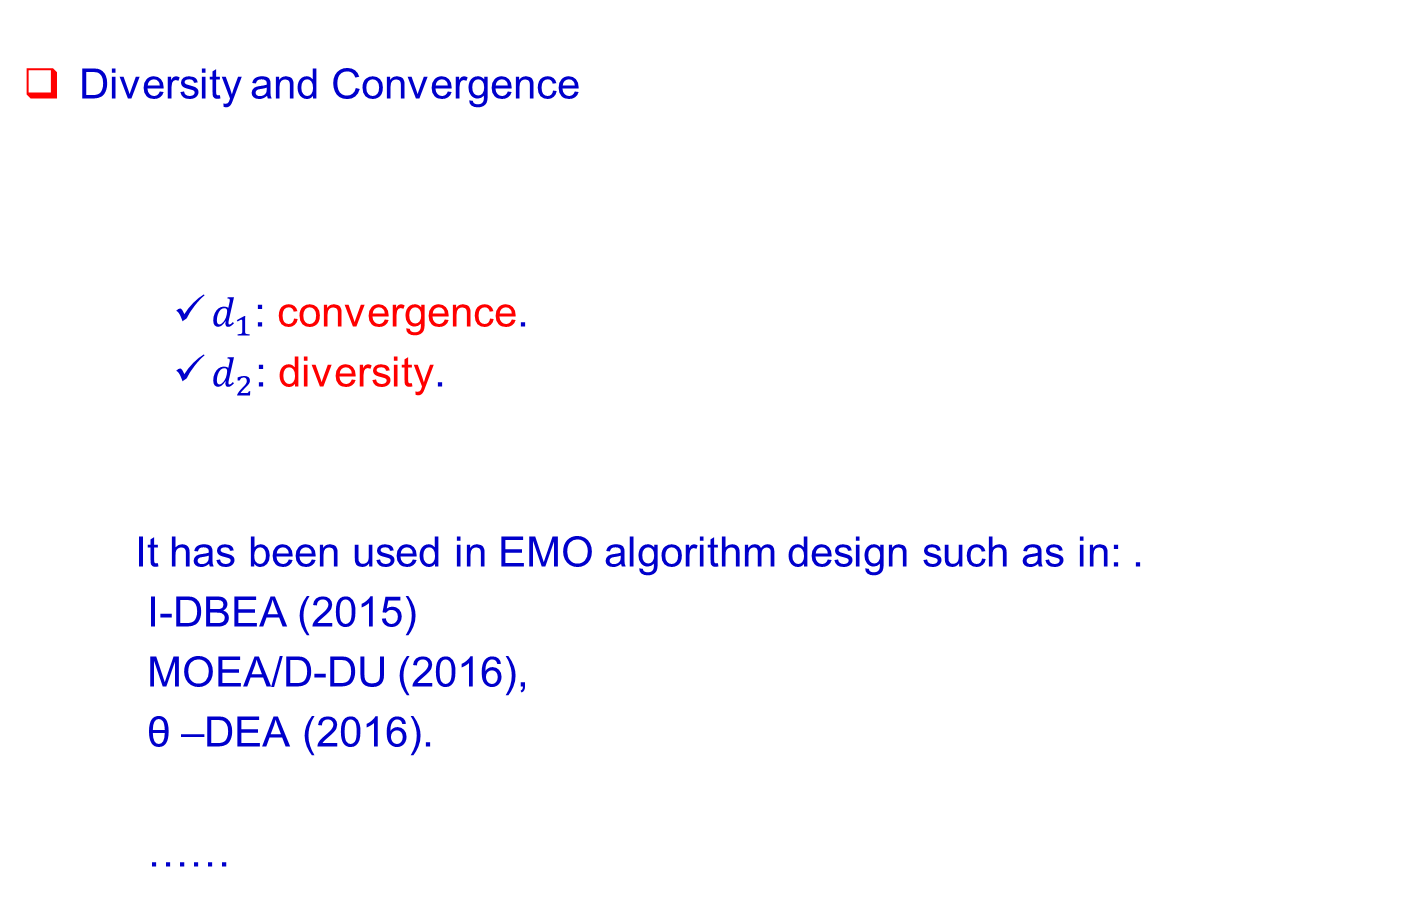 ❑ Diversity and Convergence
✓ d₁: convergence.
✓ d₂: diversity.
It has been used in EMO algorithm design such as in: .
I-DBEA (2015)
MOEA/D-DU (2016),
θ –DEA (2016).
......